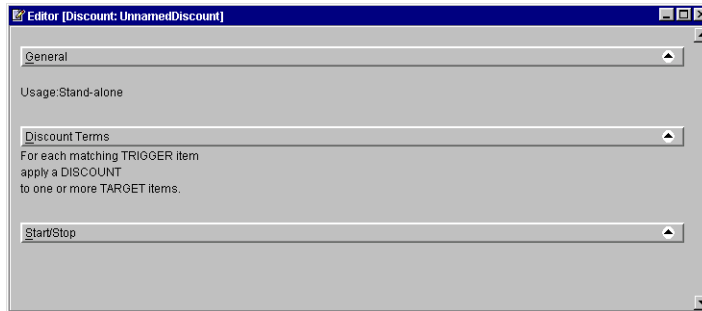 Editor [Discount: UnnamedDiscount]
General
Usage:Stand-alone
Discount Terms
For each matching TRIGGER item
apply a DISCOUNT
to one or more TARGET items.
Start/Stop